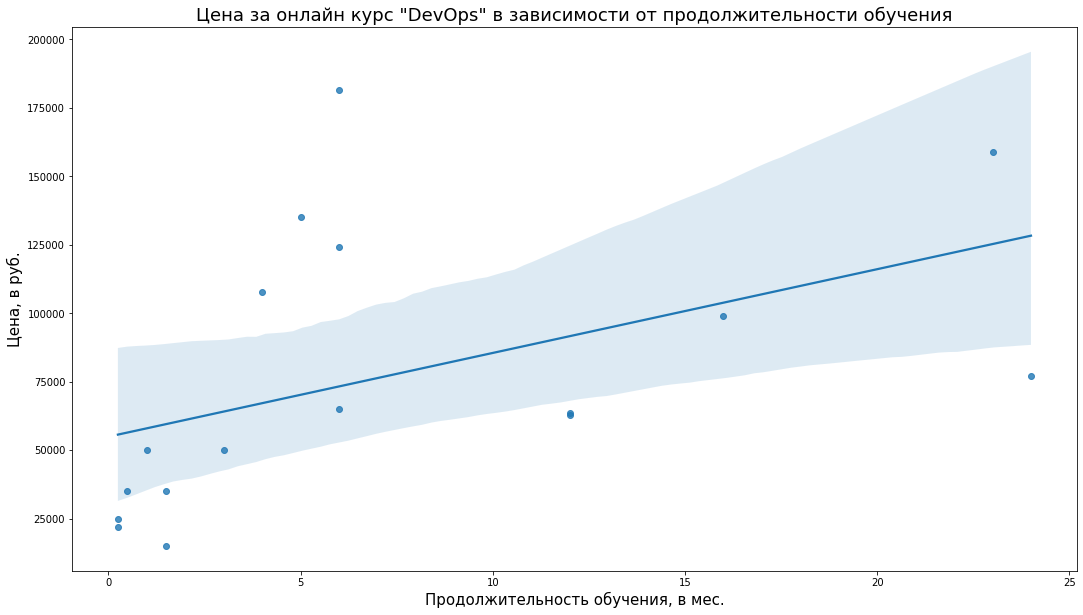 Цена за онлайн курс "DevOps" в зависимости от продолжительности обучения
200000
175000
150000
125000
100000
75000
50000
25000
Цена, в руб.
0 5 10 15 20 25
Продолжительность обучения, в мес.